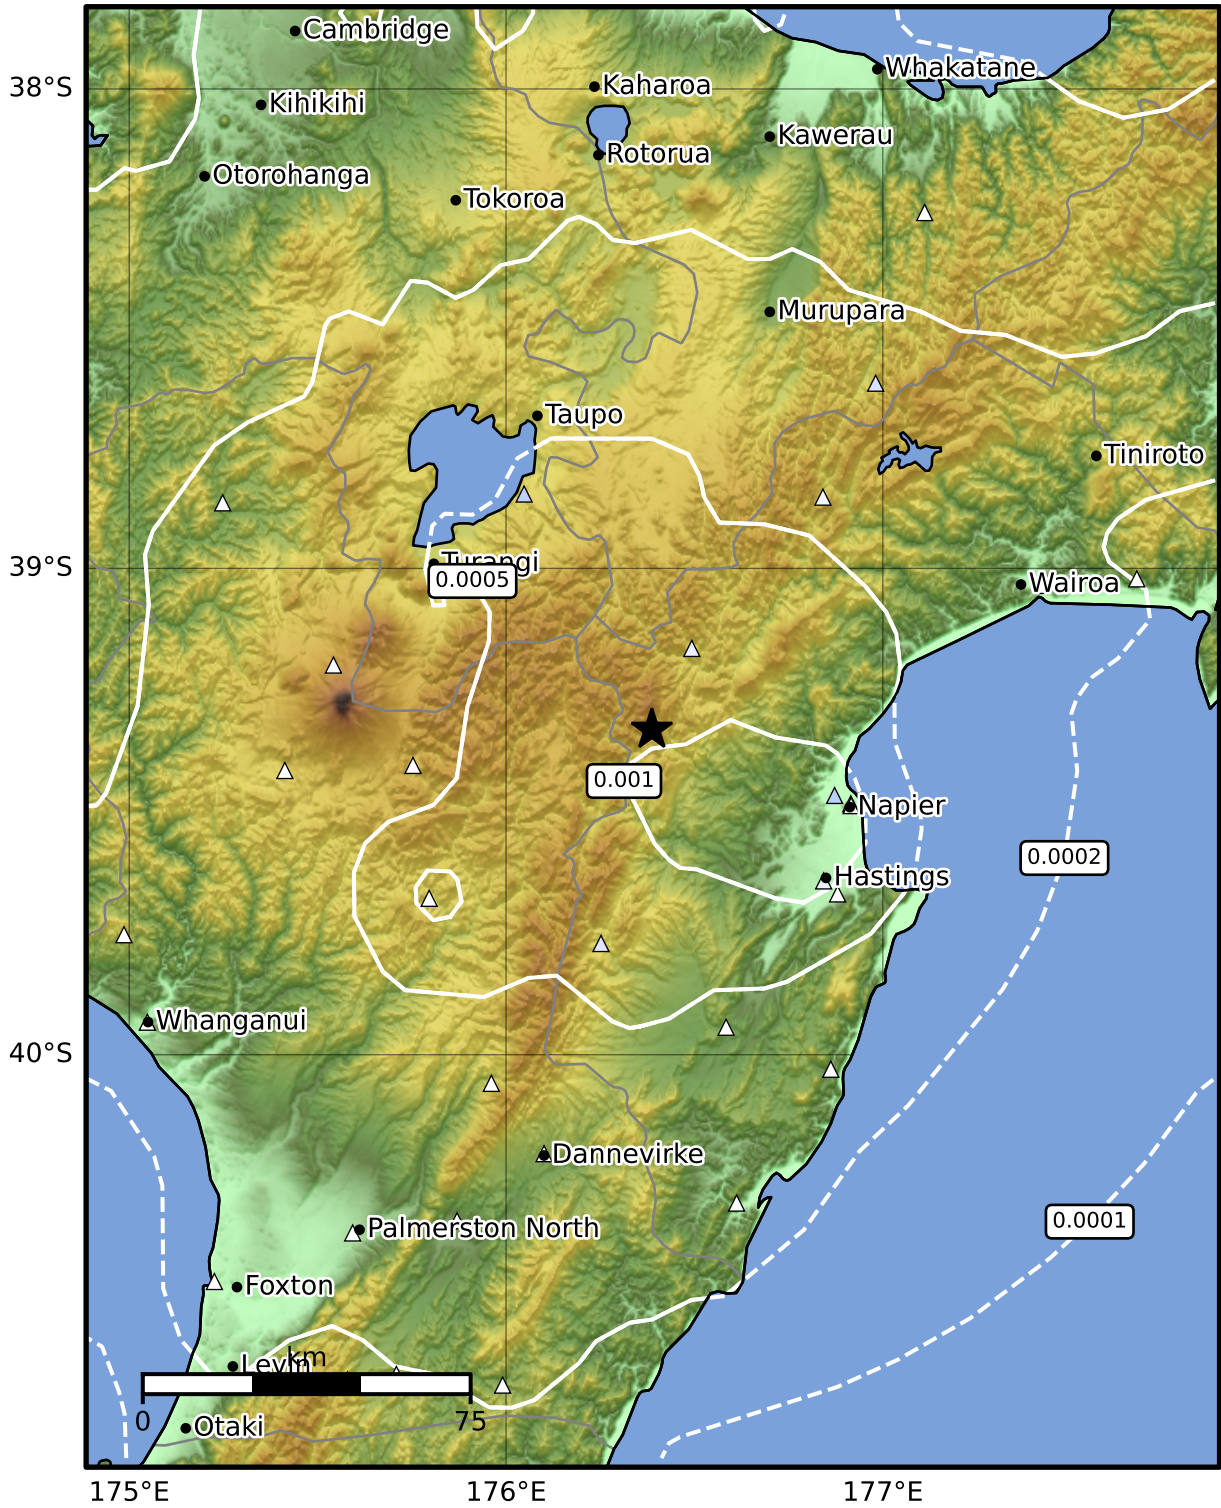 Cambridge
Whakatane
Kaharoa
38°S
Kihikihi
Kawerau
Rotorua
Otorohanga
Tokoroa
Murupara
Taupo
Tiniroto
Turangi
39°S
0.0005
Wairoa
0.001
Napier
0.0002
Hastings
Whanganui
40°S
Dannevirke
0.0001
Palmerston North
Foxton
Levin
km
0
75
Otaki
175°E
176°E
177°E